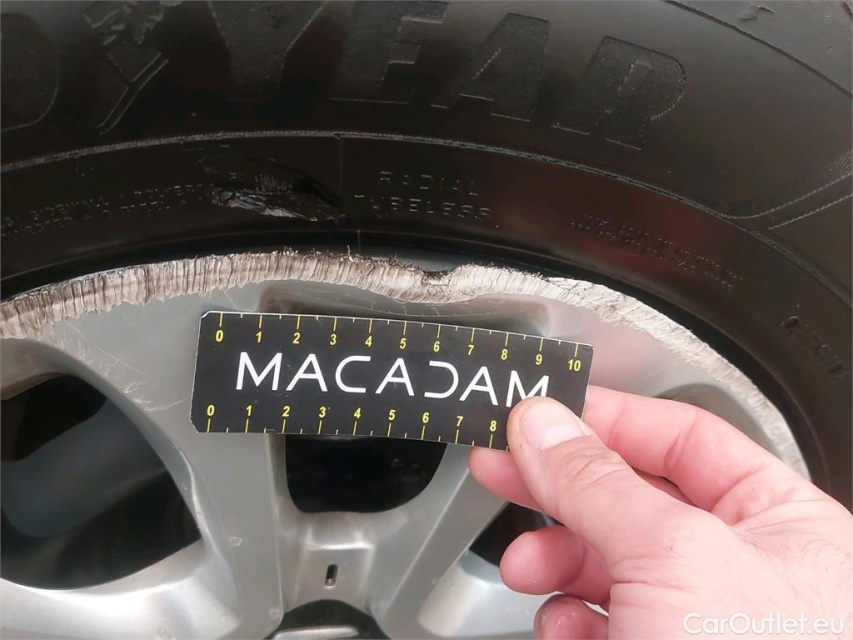 YEAR
RADIAL
TUBELESS
0 1 2 3 4 5 6 7 8 9 10
MACADAM
0 1 2 3 4 5 6 7 8
CarOutlet.eu